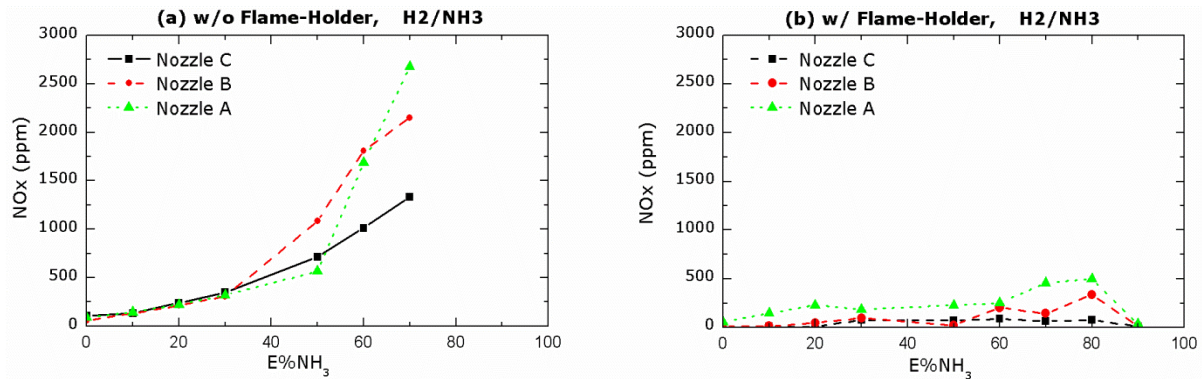 (a) w/o Flame-Holder, H2/NH3
3000
2500
2000
1500
1000
500
0
NOx (ppm)
Nozzle C
Nozzle B
Nozzle A
0 20 40 60 80 100
E%NH₃
(b) w/ Flame-Holder, H2/NH3
3000
2500
2000
1500
1000
500
0
NOx (ppm)
Nozzle C
Nozzle B
Nozzle A
0 20 40 60 80 100
E%NH₃